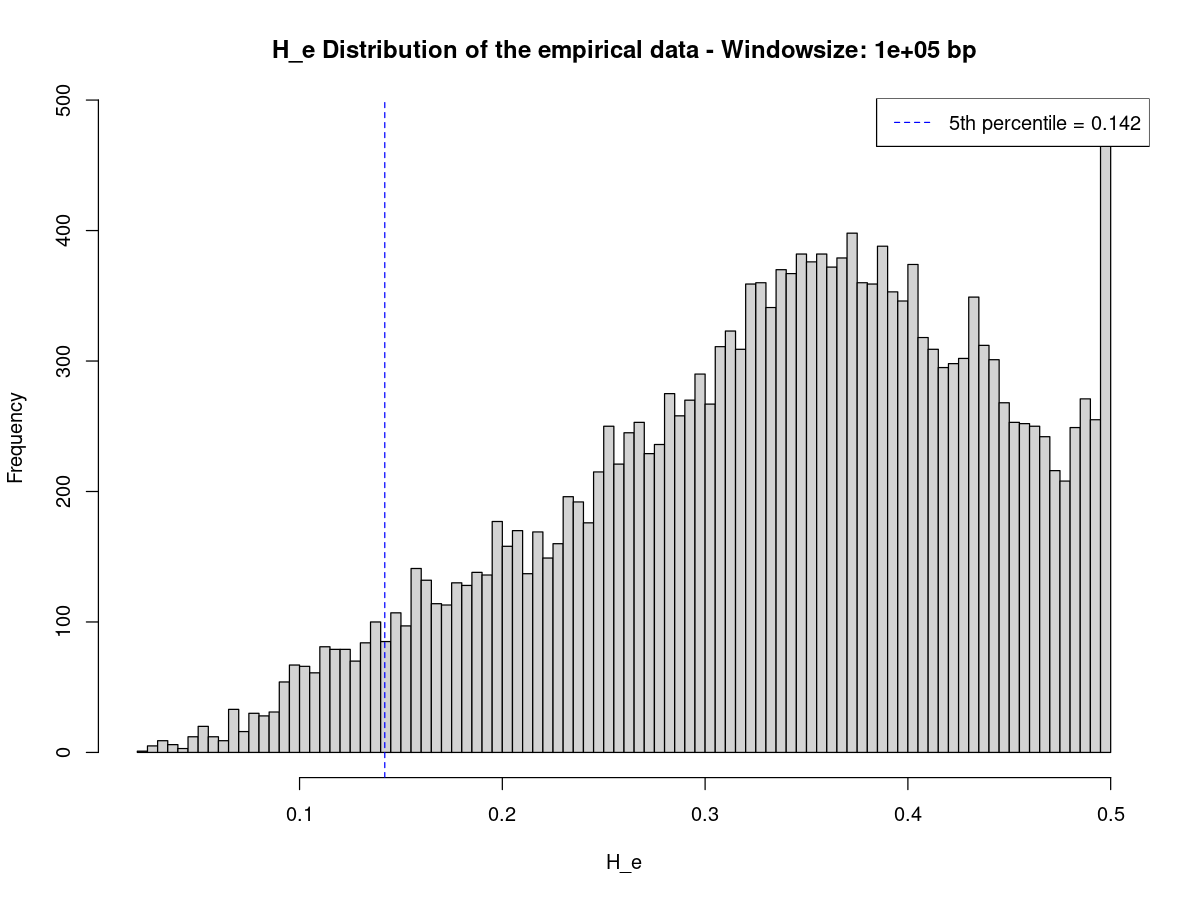 H_e Distribution of the empirical data - Windowsize: 1e+05 bp
5th percentile = 0.142
Frequency
500
400
300
200
100
0
0.1 0.2 0.3 0.4 0.5
H_e